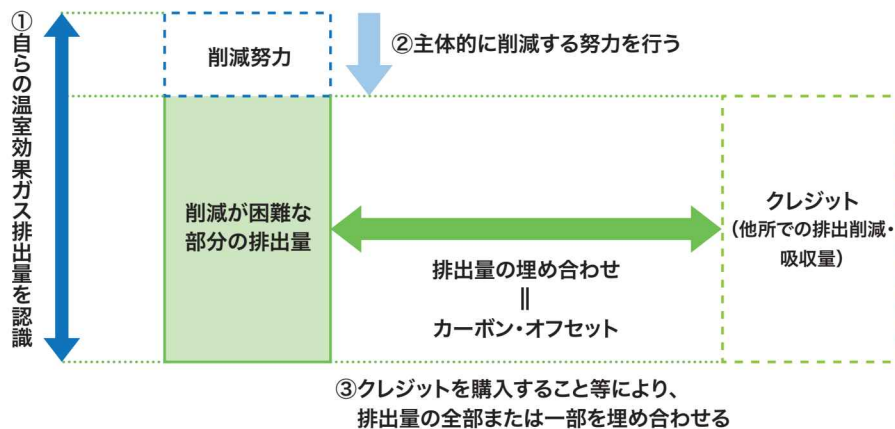 ①自らの温室効果ガス排出量を認識
削減努力
②主体的に削減する努力を行う
削減が困難な
部分の排出量
排出量の埋め合わせ
||
カーボン・オフセット
クレジット
(他所での排出削減・
吸収量)
③クレジットを購入すること等により、
排出量の全部または一部を埋め合わせる